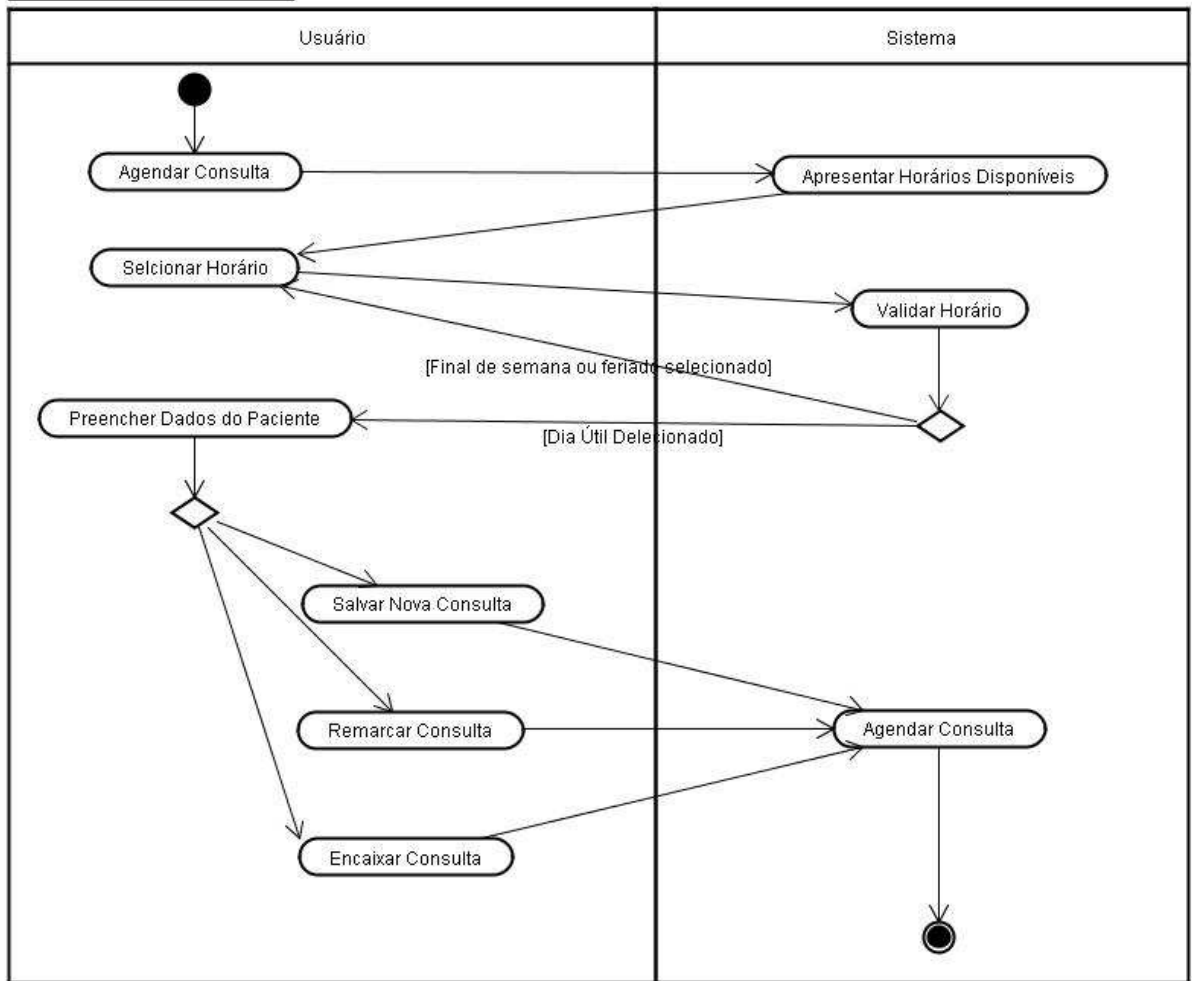 Usuário
Sistema
Agendar Consulta
Apresentar Horários Disponíveis
Selcionar Horário
Validar Horário
[Final de semana ou feriado selecionado]
Preencher Dados do Paciente
[Dia Útil Delecionado]
Salvar Nova Consulta
Remarcar Consulta
Agendar Consulta
Encaixar Consulta